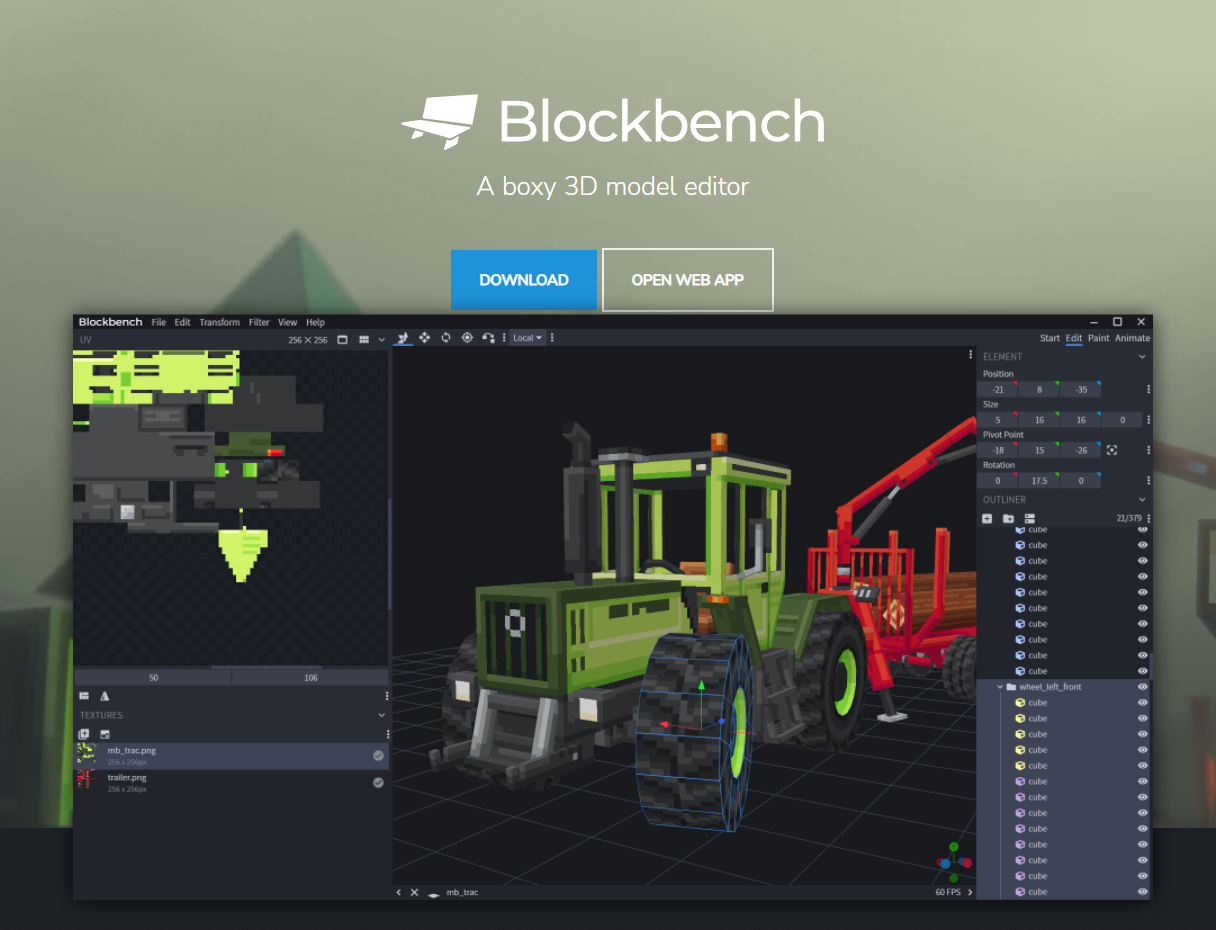 Blockbench
A boxy 3D model editor
DOWNLOAD
OPEN WEB APP
Blockbench File Edit Transform Filter View Help
UV 256 × 256
Local
Start Edit Paint Animate
50 106
TEXTURES
mb_trac.png
256 x 256px
trailer.png
256 x 256px
mb_trac
60 FPS
ELEMENT
Position
-21 8 -35
Size
5 16 16 0
Pivot Point
-18 15 -26
Rotation
0 17.5 0
OUTLINER
21/379
cube
cube
cube
cube
cube
cube
cube
cube
cube
cube
wheel_left_front
cube
cube
cube
cube
cube
cube
cube
cube
cube
cube
cube
cube
cube